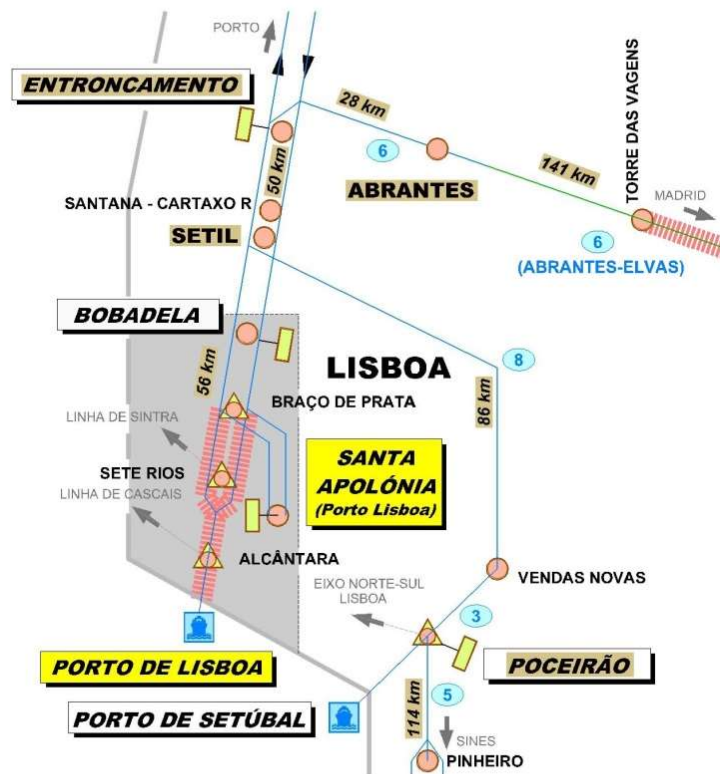 PORTO
ENTRONCAMENTO
28 km
6
50 km
141 km
TORRE DAS VAGENS
ABRANTES
MADRID
SANTANA - CARTAXO R
SETIL
6
(ABRANTES-ELVAS)
BOBADELA
LISBOA
8
56 km
86 km
BRAÇO DE PRATA
LINHA DE SINTRA
SANTA
APOLÓNIA
(Porto Lisboa)
SETE RIOS
LINHA DE CASCAIS
ALCÂNTARA
VENDAS NOVAS
EIXO NORTE-SUL
LISBOA
3
PORTO DE LISBOA
POCEIRÃO
5
PORTO DE SETÚBAL
114 km
SINES
PINHEIRO